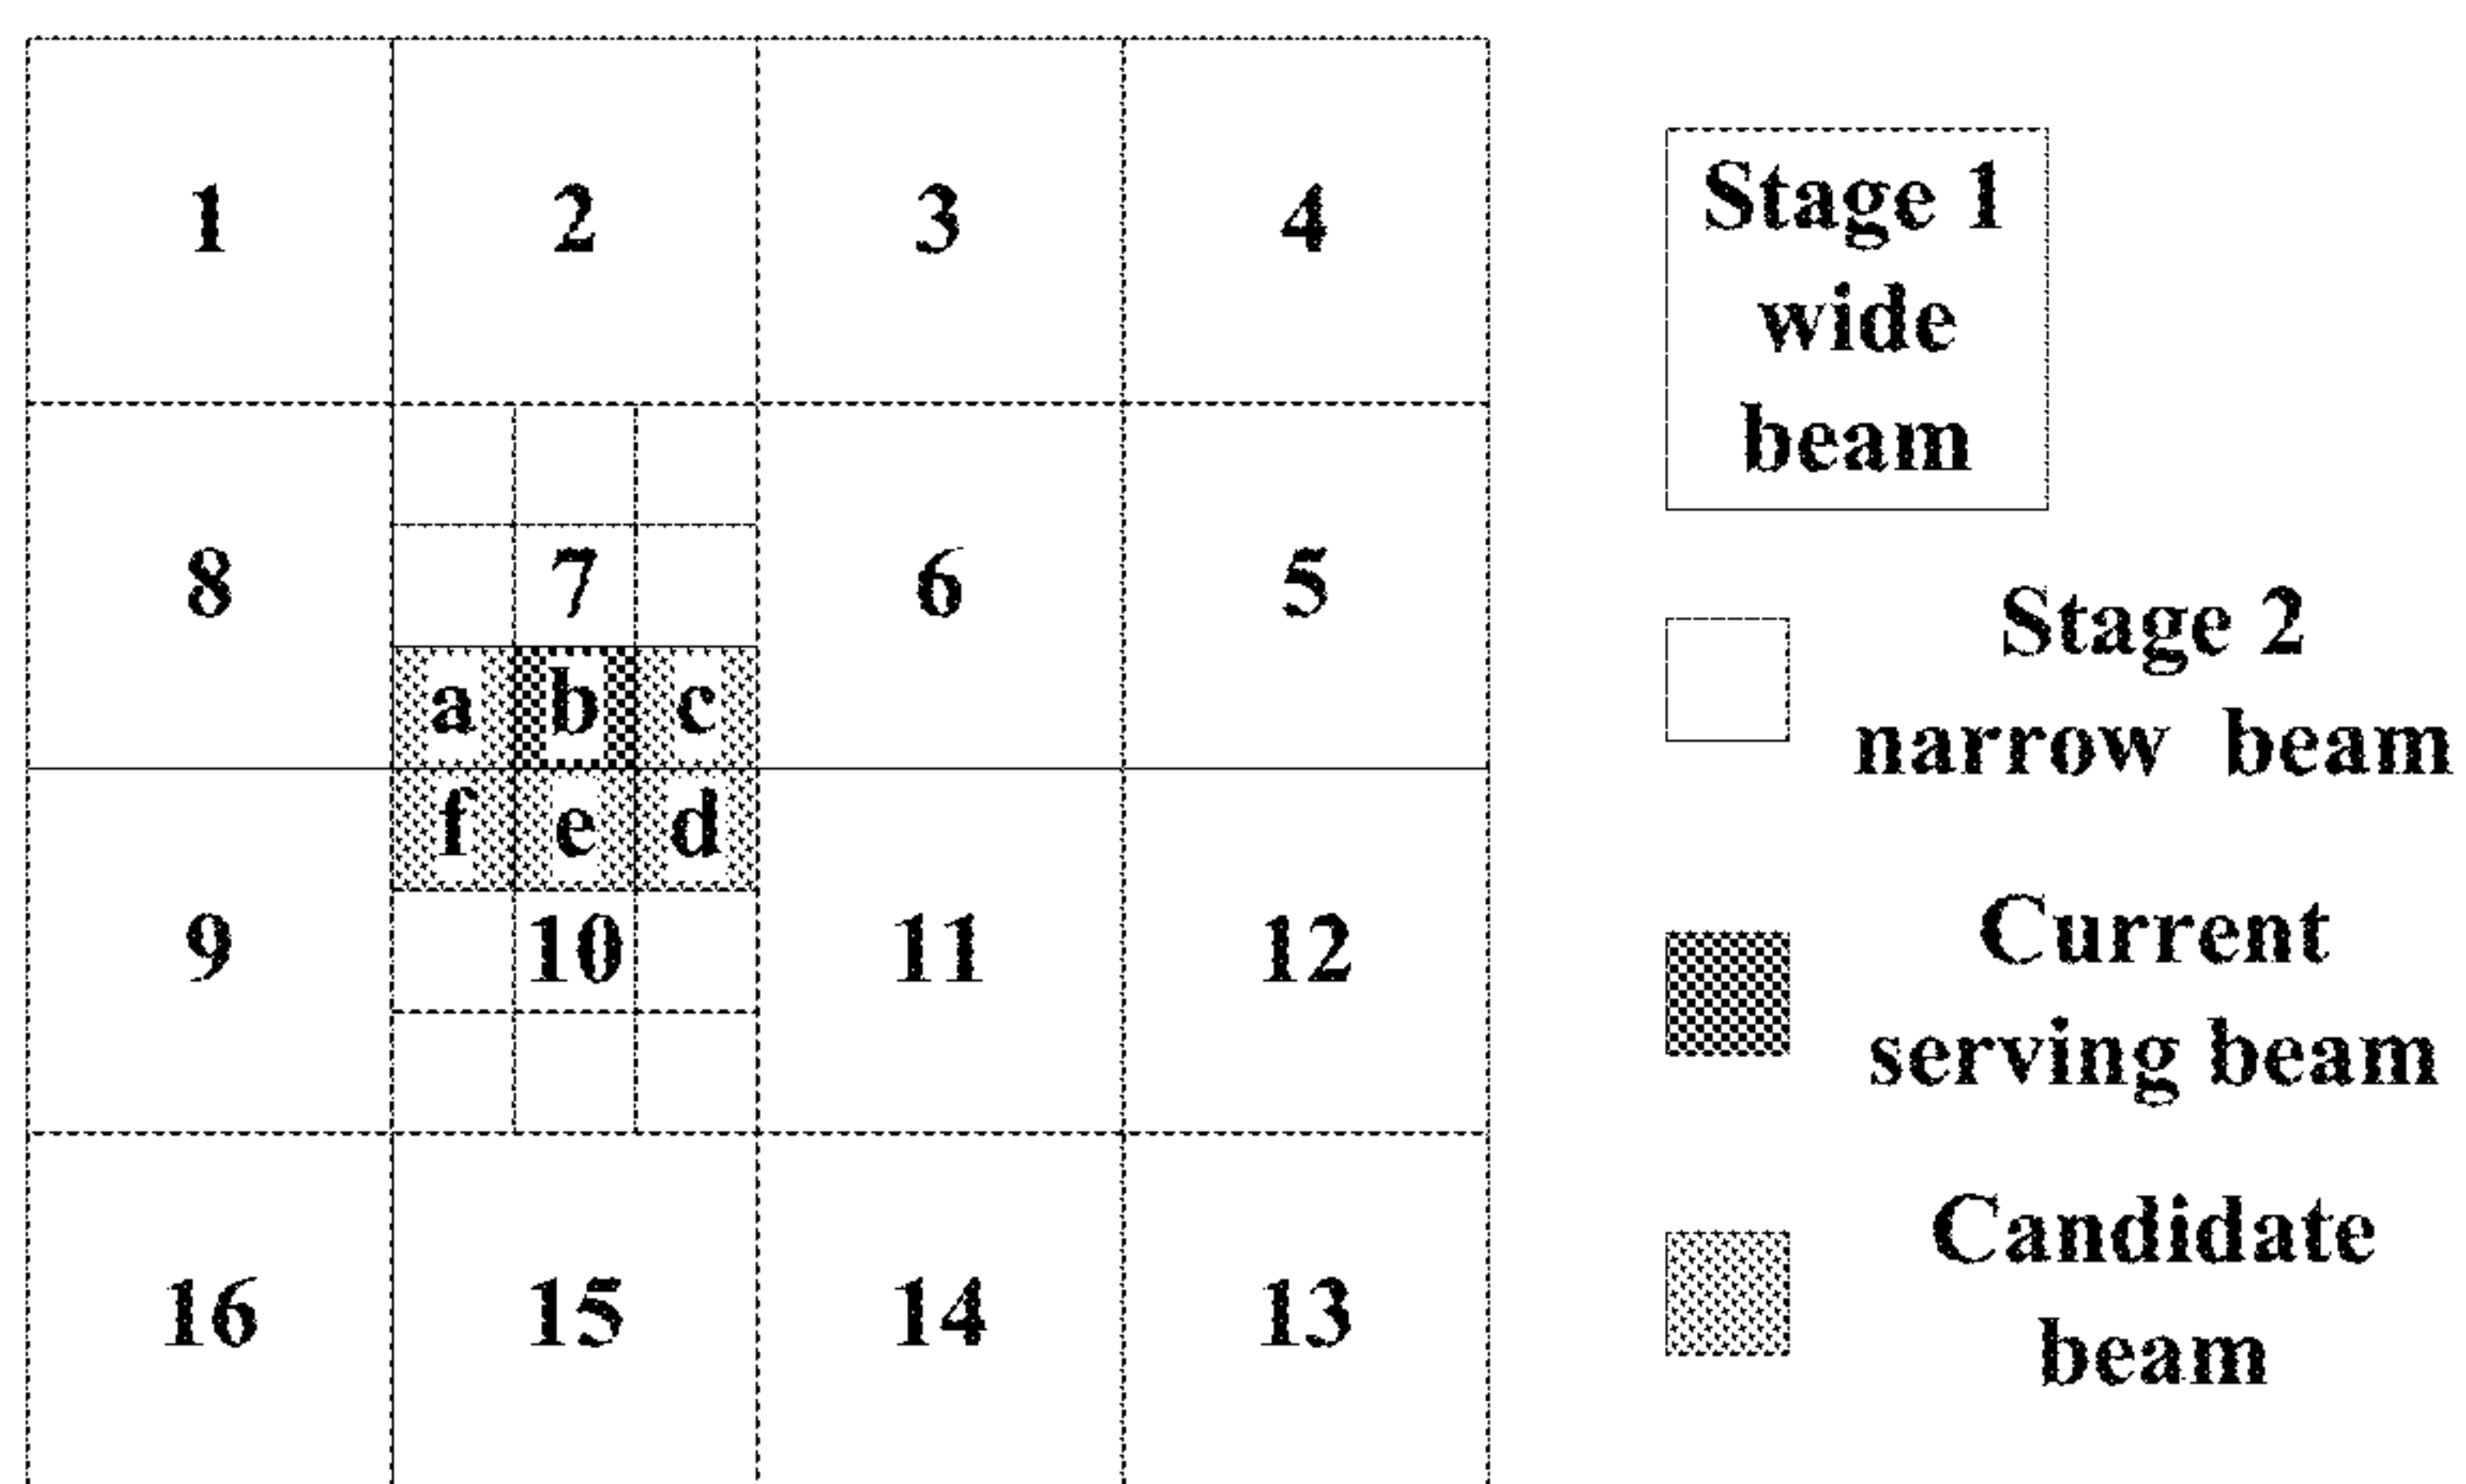 1 2 3 4
8 7 6 5
a b c
f e d
9 10 11 12
16 15 14 13
Stage 1
wide
beam
Stage 2
narrow beam
Current
serving beam
Candidate
beam